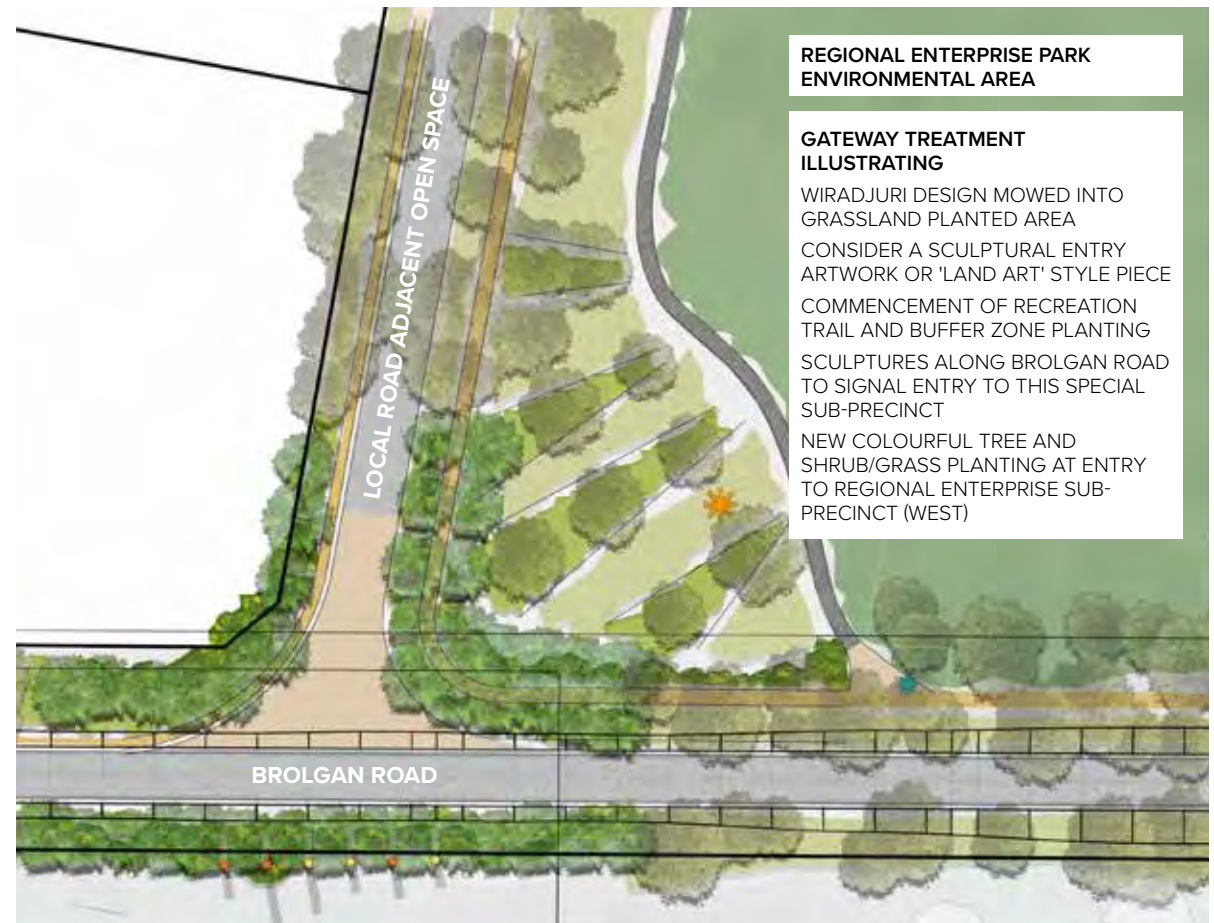 REGIONAL ENTERPRISE PARK
ENVIRONMENTAL AREA
GATEWAY TREATMENT
ILLUSTRATING
WIRADJURI DESIGN MOWED INTO
GRASSLAND PLANTED AREA
CONSIDER A SCULPTURAL ENTRY
ARTWORK OR 'LAND ART' STYLE PIECE
COMMENCEMENT OF RECREATION
TRAIL AND BUFFER ZONE PLANTING
SCULPTURES ALONG BROLGAN ROAD
TO SIGNAL ENTRY TO THIS SPECIAL
SUB-PRECINCT
NEW COLOURFUL TREE AND
SHRUB/GRASS PLANTING AT ENTRY
TO REGIONAL ENTERPRISE SUB-
PRECINCT (WEST)
LOCAL ROAD ADJACENT OPEN SPACE
BROLGAN ROAD